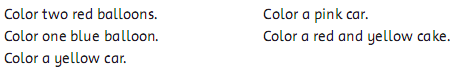 Color two red balloons.
Color one blue balloon.
Color a yellow car.
Color a pink car.
Color a red and yellow cake.